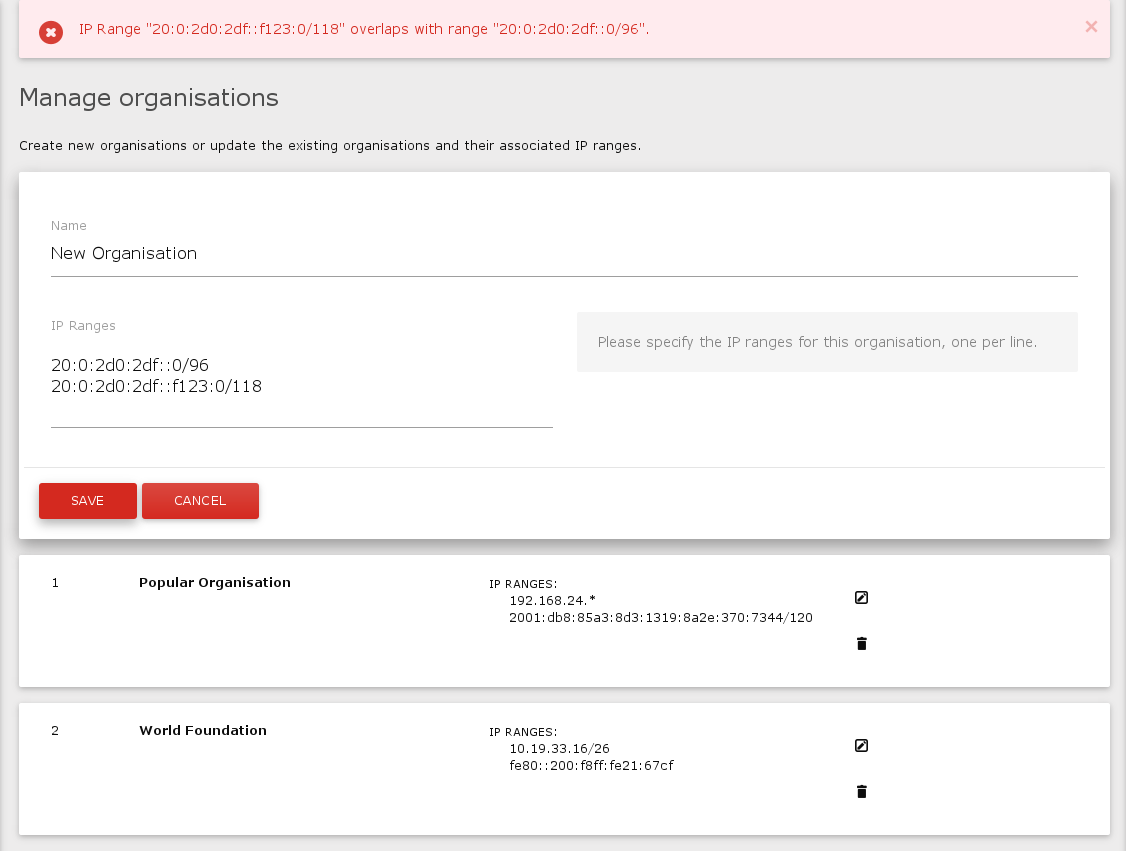 IP Range "20:0:2d0:2df::f123:0/118" overlaps with range "20:0:2d0:2df::0/96".
Manage organisations
Create new organisations or update the existing organisations and their associated IP ranges.
Name
New Organisation
IP Ranges
Please specify the IP ranges for this organisation, one per line.
20:0:2d0:2df::0/96
20:0:2d0:2df::f123:0/118
SAVE
CANCEL
1
Popular Organisation
IP RANGES:
192.168.24.*
2001:db8:85a3:8d3:1319:8a2e:370:7344/120
2
World Foundation
IP RANGES:
10.19.33.16/26
fe80::200:f8ff:fe21:67cf